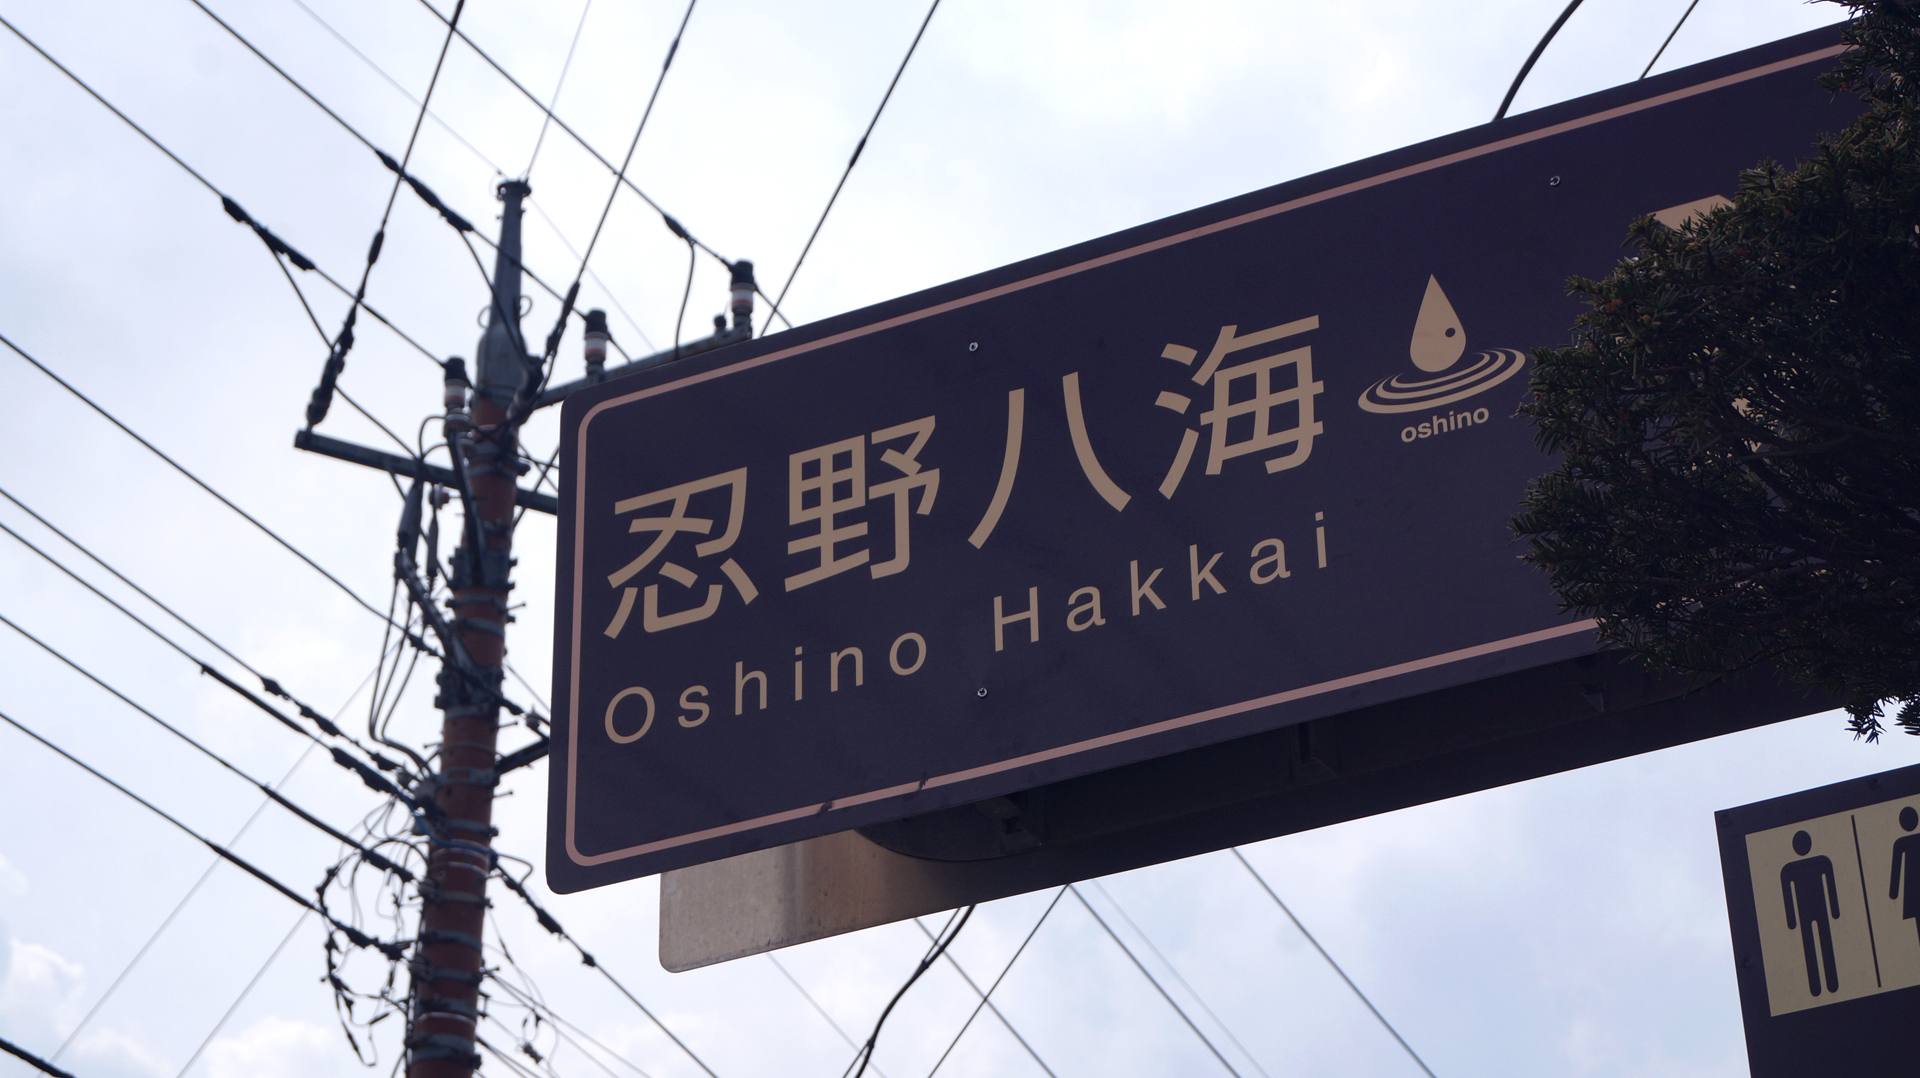 忍野八海
oshino
Oshino Hakkai